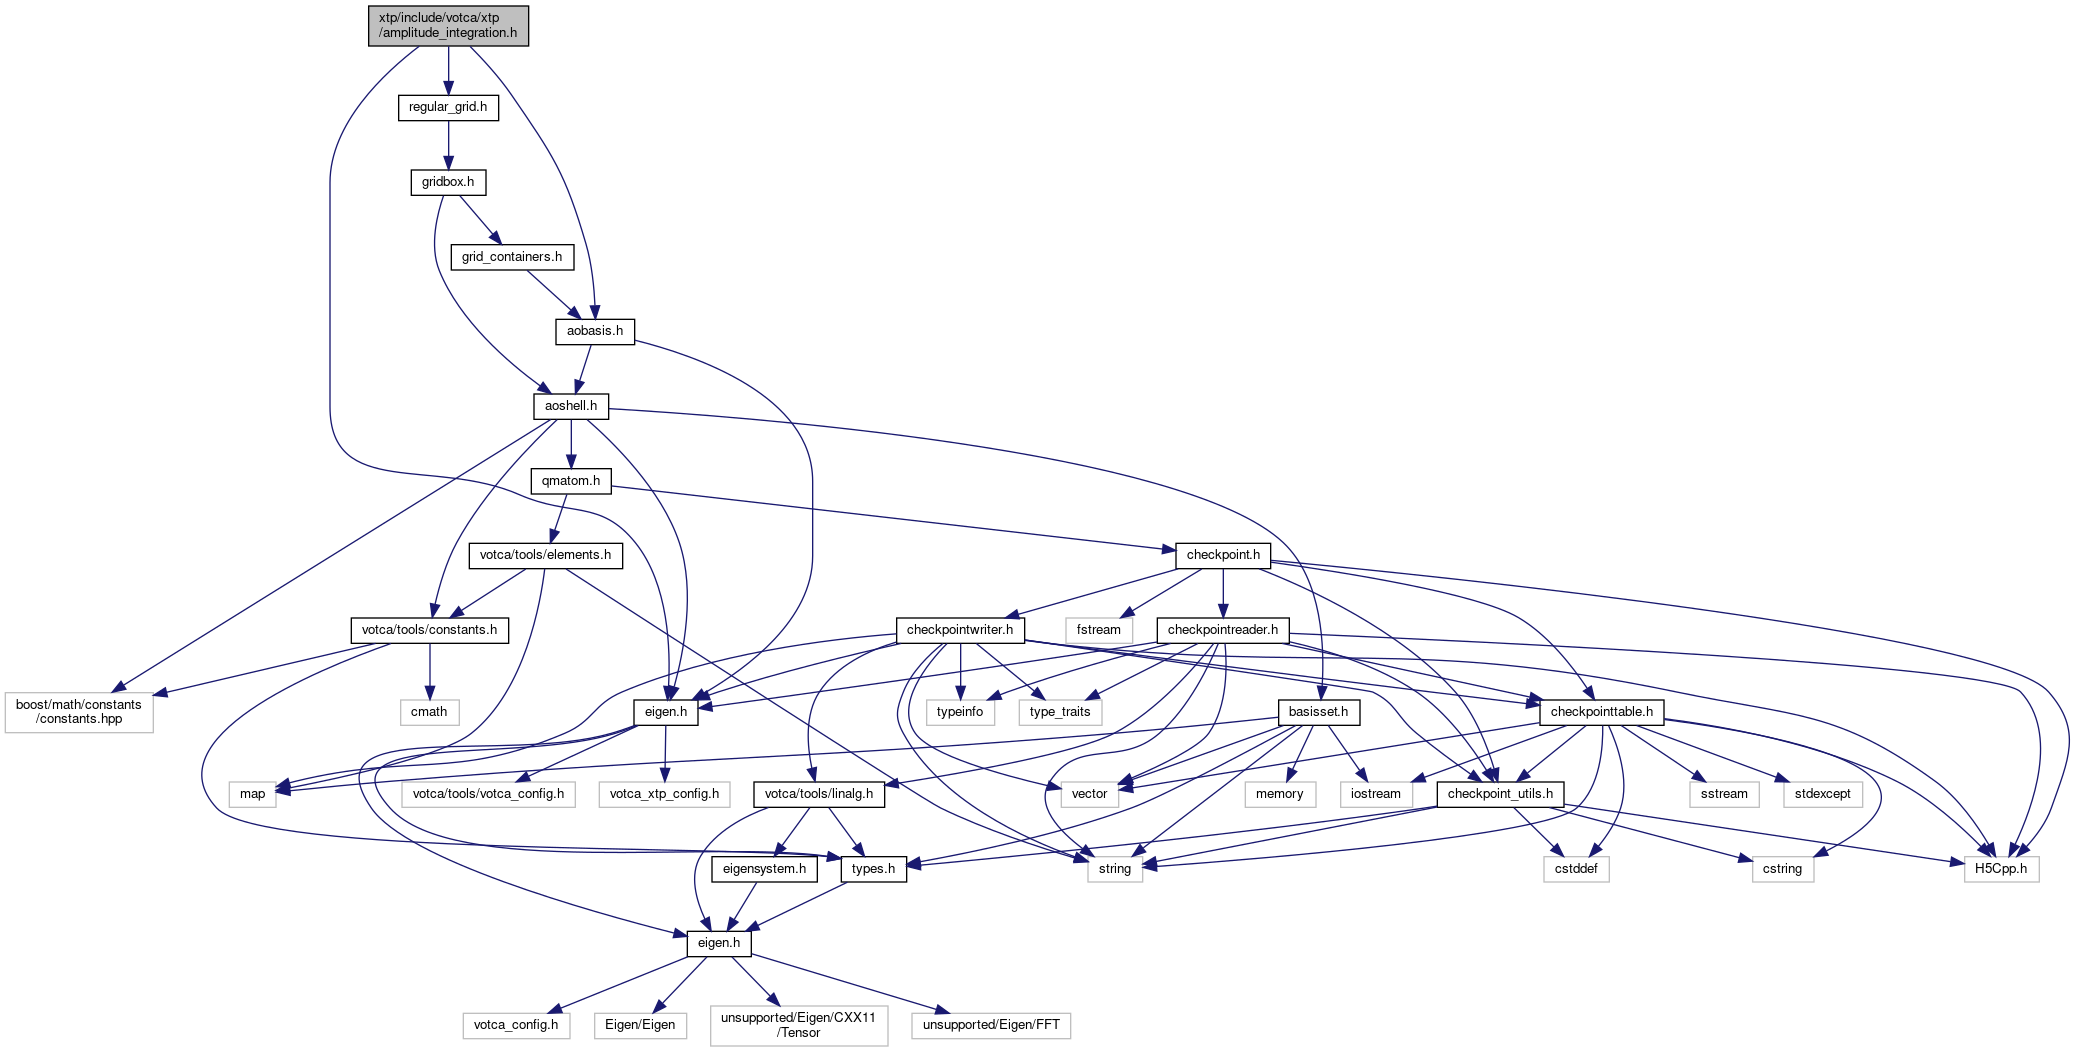 xtp/include/votca/xtp
/amplitude_integration.h
regular_grid.h
gridbox.h
grid_containers.h
aobasis.h
aoshell.h
qmatom.h
votca/tools/elements.h
checkpoint.h
votca/tools/constants.h
checkpointwriter.h
fstream
checkpointreader.h
boost/math/constants
/constants.hpp
cmath
eigen.h
typeinfo
type_traits
basisset.h
checkpointtable.h
map
votca/tools/votca_config.h
votca_xtp_config.h
votca/tools/linalg.h
vector
memory
iostream
checkpoint_utils.h
sstream
stdexcept
eigensystem.h
types.h
string
cstddef
cstring
H5Cpp.h
eigen.h
votca_config.h
Eigen/Eigen
unsupported/Eigen/CXX11
/Tensor
unsupported/Eigen/FFT